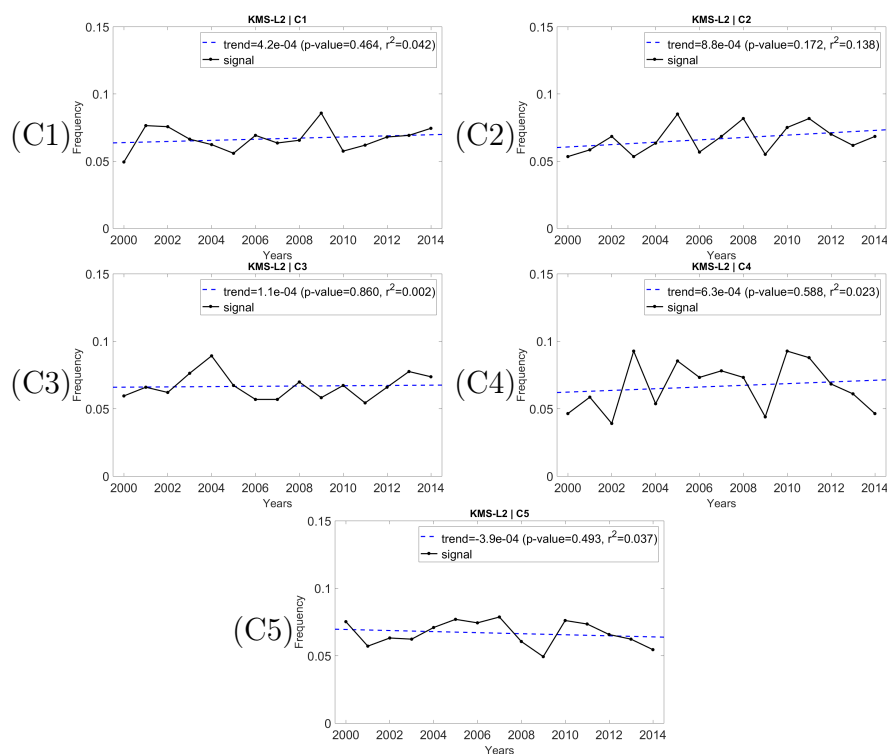 KMS-L2 | C1
0.15
trend=4.2e-04 (p-value=0.464, r²=0.042)
signal
0.1
(C1)
Frequency
0.05
0
2000 2002 2004 2006 2008 2010 2012 2014
Years
KMS-L2 | C2
0.15
trend=8.8e-04 (p-value=0.172, r²=0.138)
signal
0.1
(C2)
Frequency
0.05
0
2000 2002 2004 2006 2008 2010 2012 2014
Years
KMS-L2 | C3
0.15
trend=1.1e-04 (p-value=0.860, r²=0.002)
signal
0.1
(C3)
Frequency
0.05
0
2000 2002 2004 2006 2008 2010 2012 2014
Years
KMS-L2 | C4
0.15
trend=6.3e-04 (p-value=0.588, r²=0.023)
signal
0.1
(C4)
Frequency
0.05
0
2000 2002 2004 2006 2008 2010 2012 2014
Years
KMS-L2 | C5
0.15
trend=-3.9e-04 (p-value=0.493, r²=0.037)
signal
0.1
(C5)
Frequency
0.05
0
2000 2002 2004 2006 2008 2010 2012 2014
Years